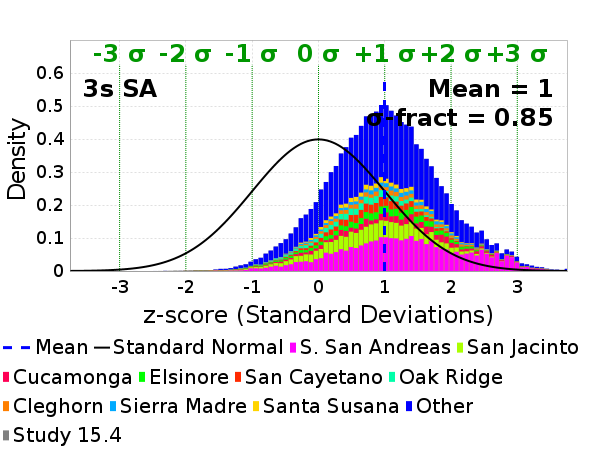 -3 σ -2 σ -1 σ 0 σ +1 σ +2 σ +3 σ
3s SA
Mean = 1
σ-fract = 0.85
Density
0.6
0.5
0.4
0.3
0.2
0.1
0
-3 -2 -1 0 1 2 3
z-score (Standard Deviations)
Mean Standard Normal S. San Andreas San Jacinto
Cucamonga Elsinore San Cayetano Oak Ridge
Cleghorn Sierra Madre Santa Susana Other
Study 15.4